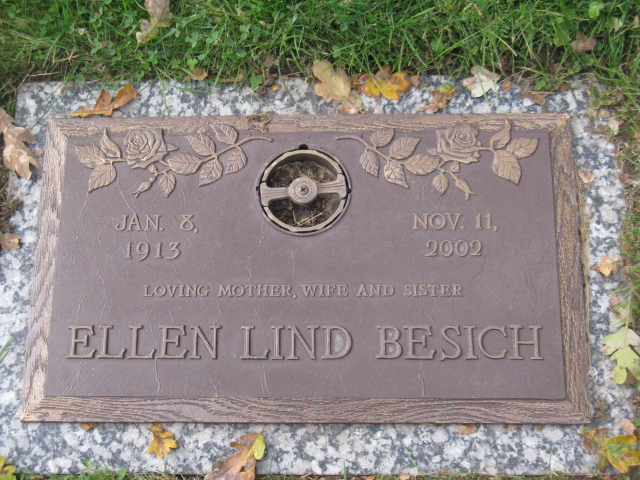 JAN. 8, NOV. 11,
1913 2002
LOVING MOTHER, WIFE AND SISTER
ELLEN LIND BESICH